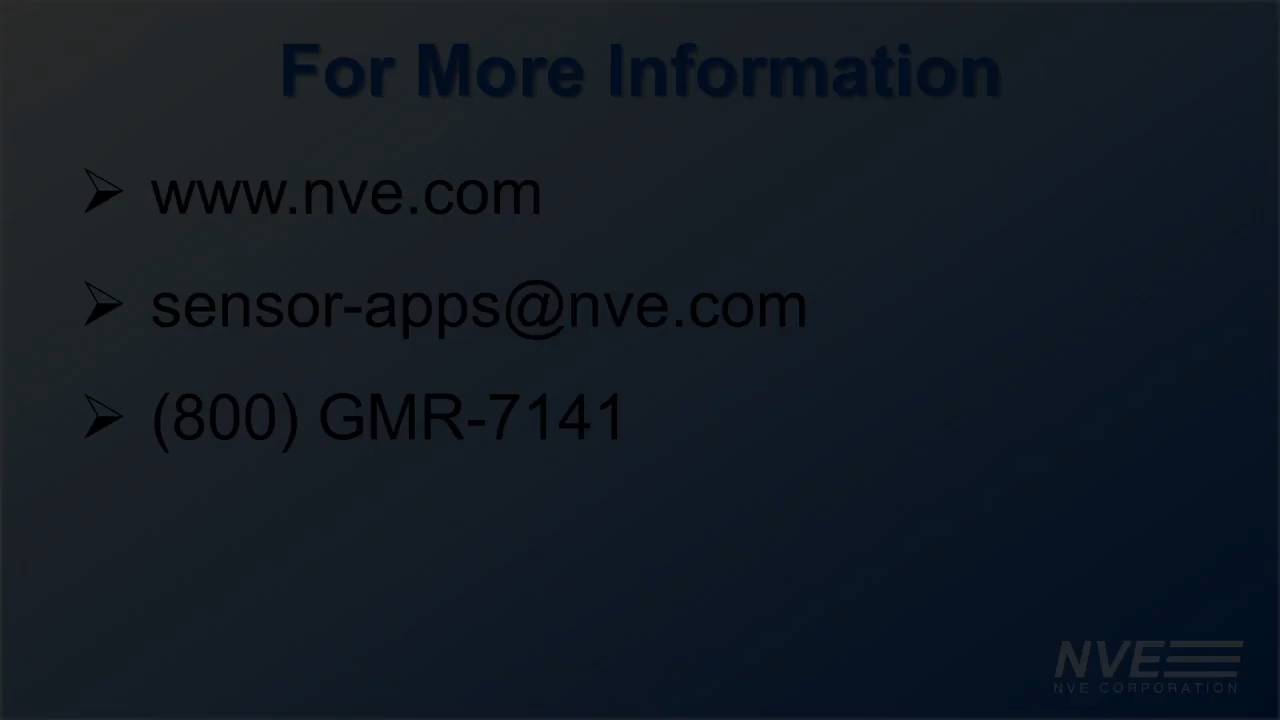 For More Information
www.nve.com
sensor-apps@nve.com
(800) GMR-7141
NVE
NVE CORPORATION